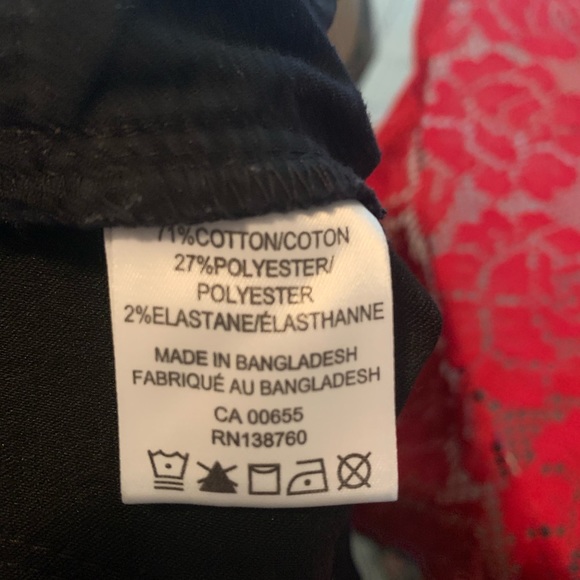 71%COTTON/COTON
27%POLYESTER/
POLYESTER
2%ELASTANE/ÉLASTHANNE
MADE IN BANGLADESH
FABRIQUÉ AU BANGLADESH
CA 00655
RN138760